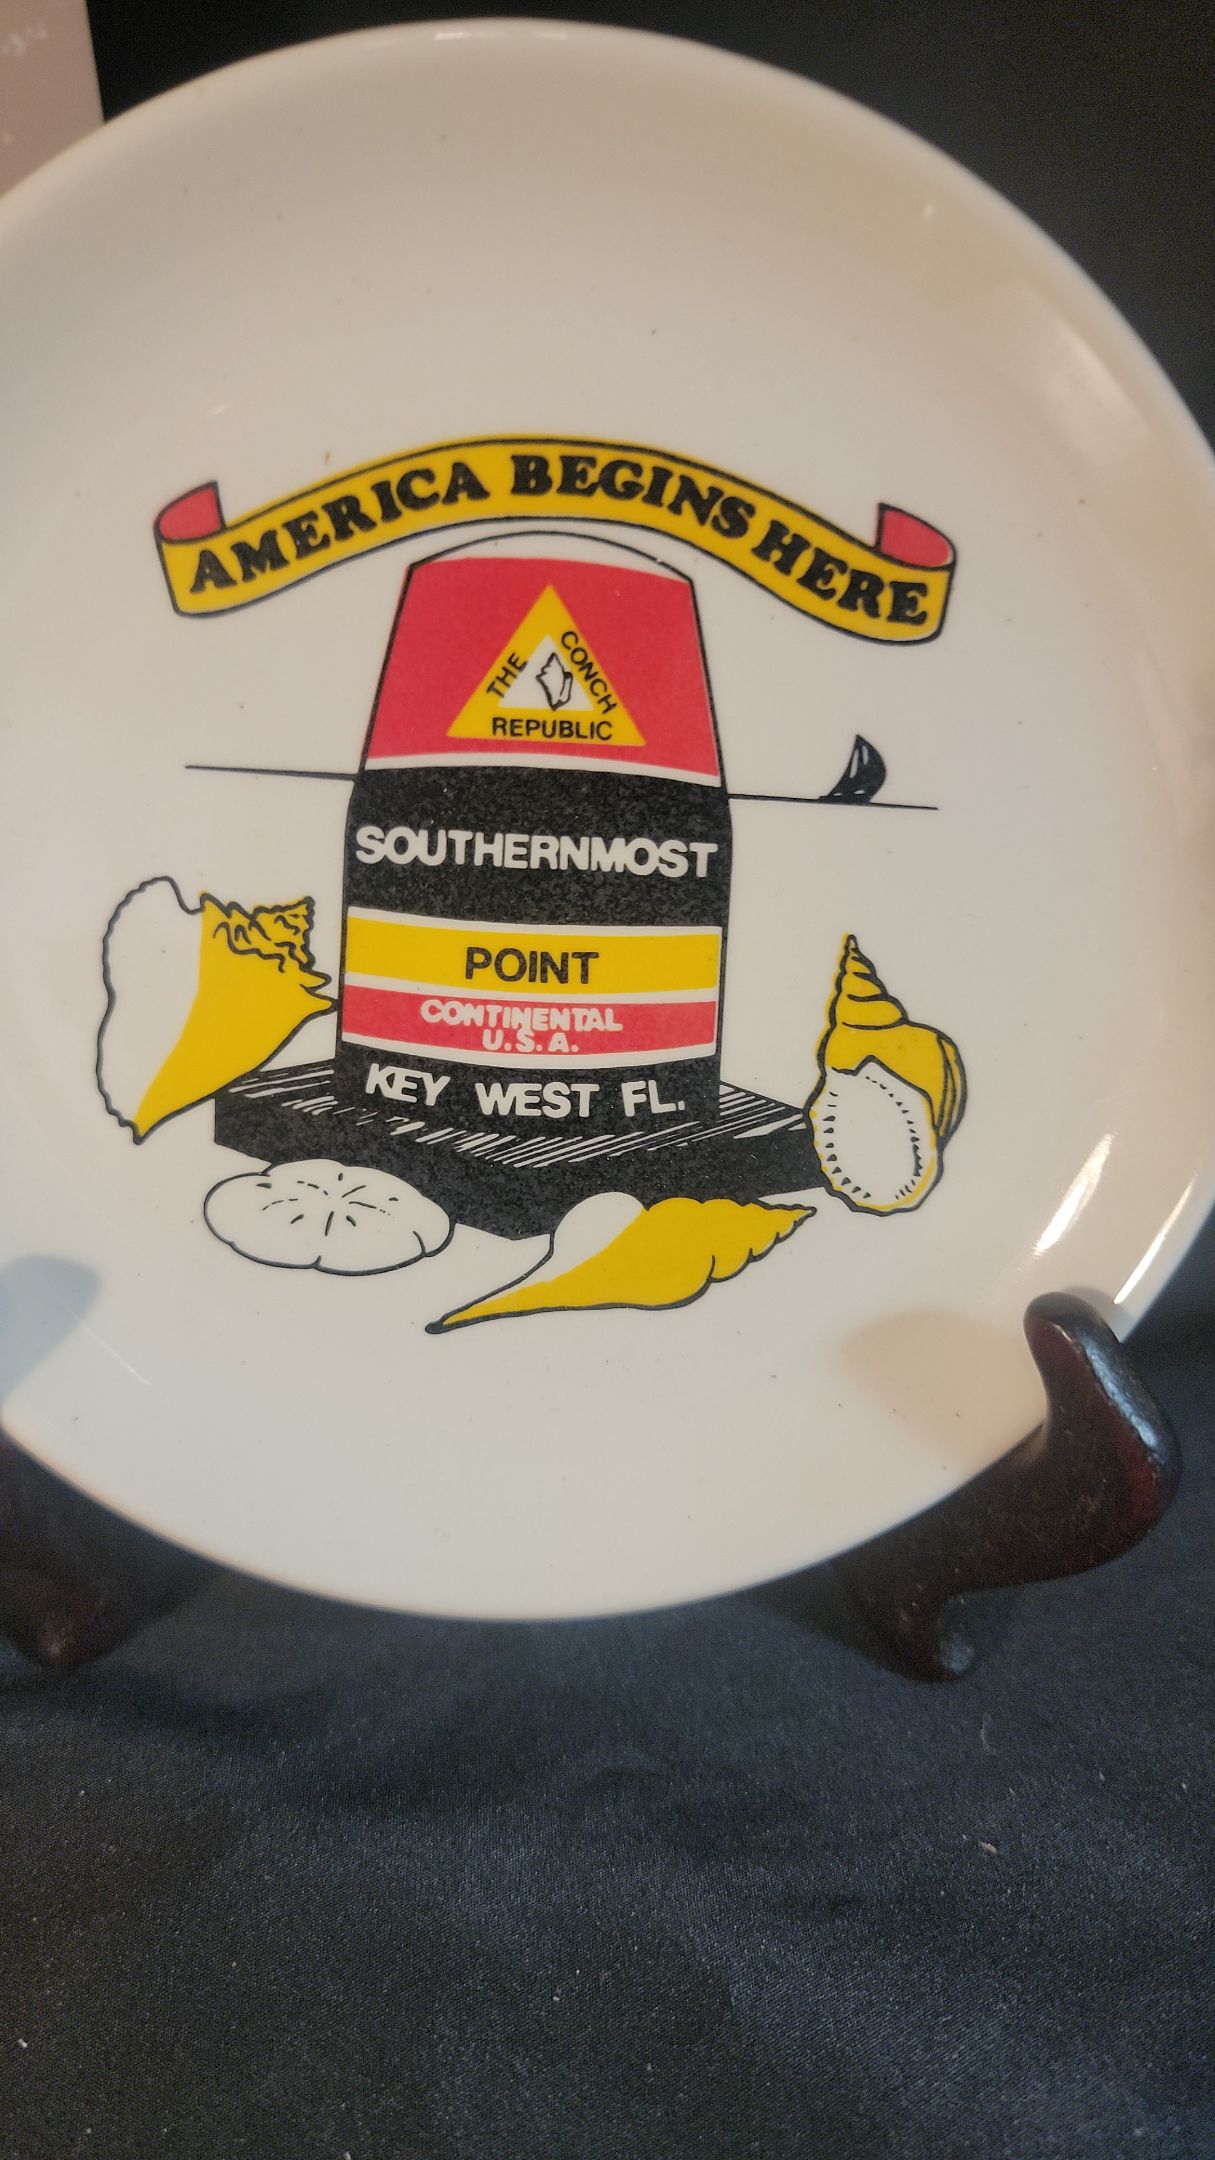 AMERICA BEGINS HERE
THE CONCH
REPUBLIC
SOUTHERNMOST
POINT
CONTINENTAL
U.S.A.
KEY WEST FL.